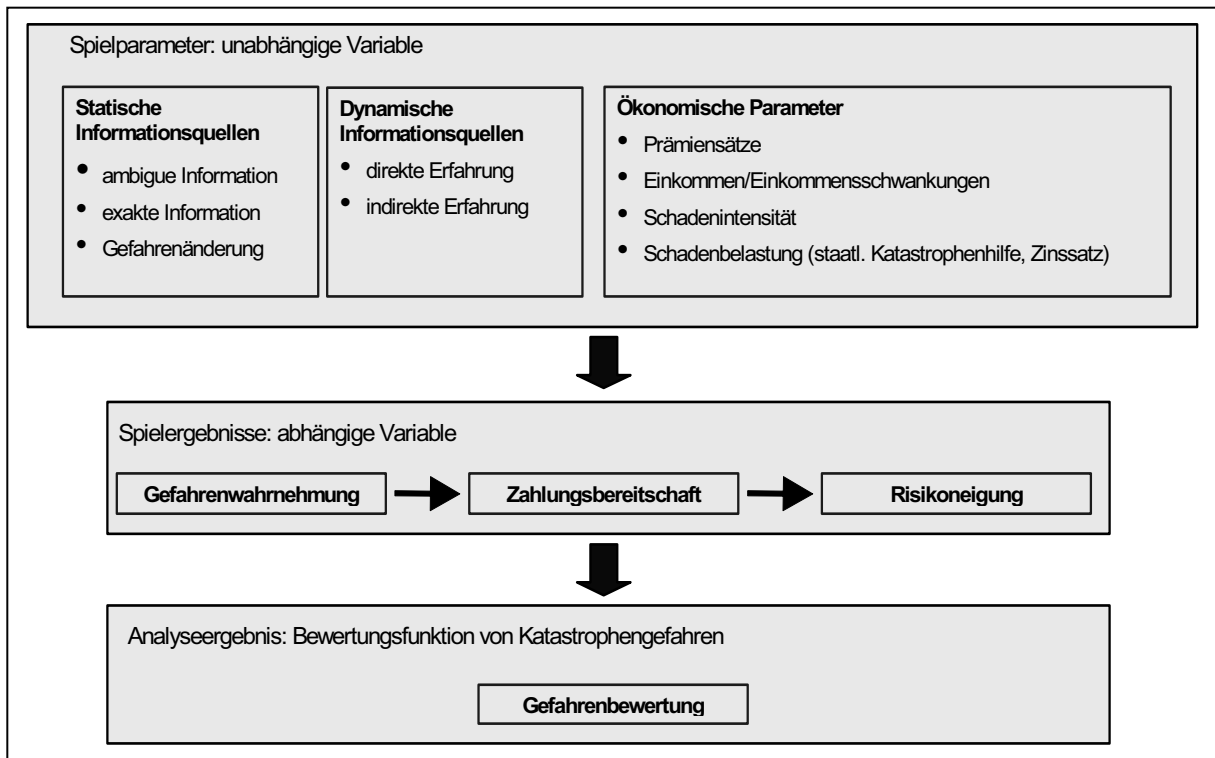 Spielparameter: unabhängige Variable
Statische
Informationsquellen
• ambigue Information
• exakte Information
• Gefahrenänderung
Dynamische
Informationsquellen
• direkte Erfahrung
• indirekte Erfahrung
Ökonomische Parameter
• Prämiensätze
• Einkommen/Einkommensschwankungen
• Schadenintensität
• Schadenbelastung (staatl. Katastrophenhilfe, Zinssatz)
Spielergebnisse: abhängige Variable
Gefahrenwahrnehmung
Zahlungsbereitschaft
Risikoneigung
Analyseergebnis: Bewertungsfunktion von Katastrophengefahren
Gefahrenbewertung